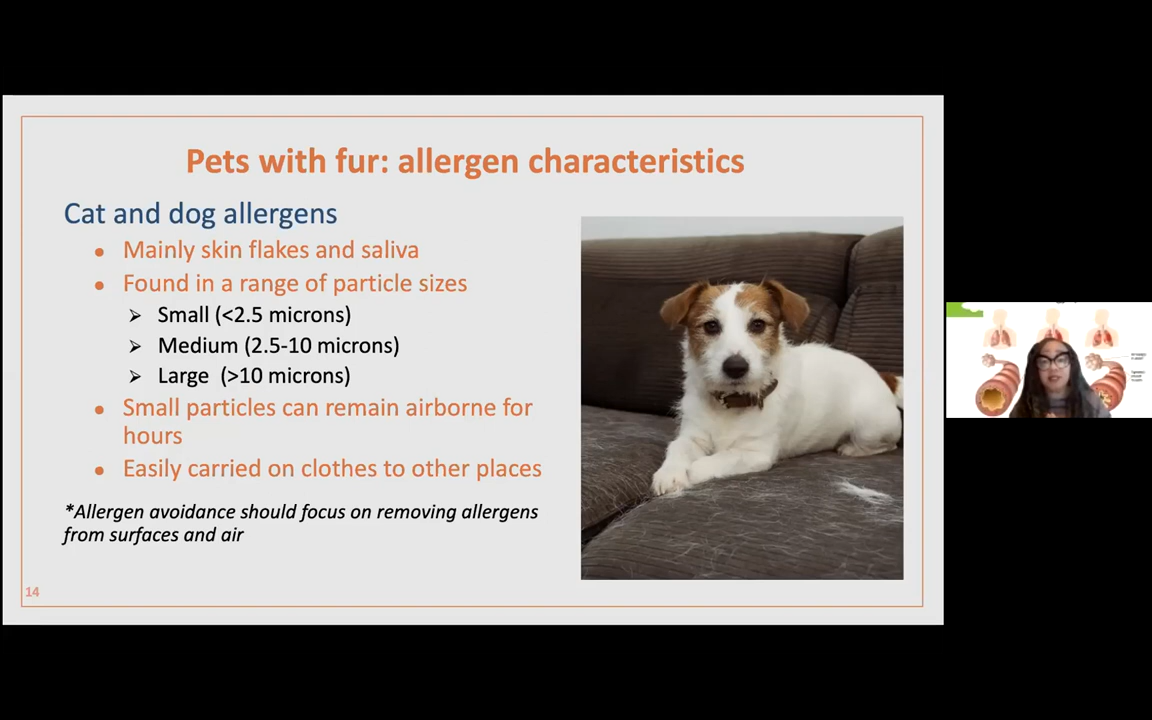 Pets with fur: allergen characteristics
Cat and dog allergens
● Mainly skin flakes and saliva
● Found in a range of particle sizes
➢ Small (<2.5 microns)
➢ Medium (2.5-10 microns)
➢ Large (>10 microns)
● Small particles can remain airborne for
hours
● Easily carried on clothes to other places
*Allergen avoidance should focus on removing allergens
from surfaces and air
14